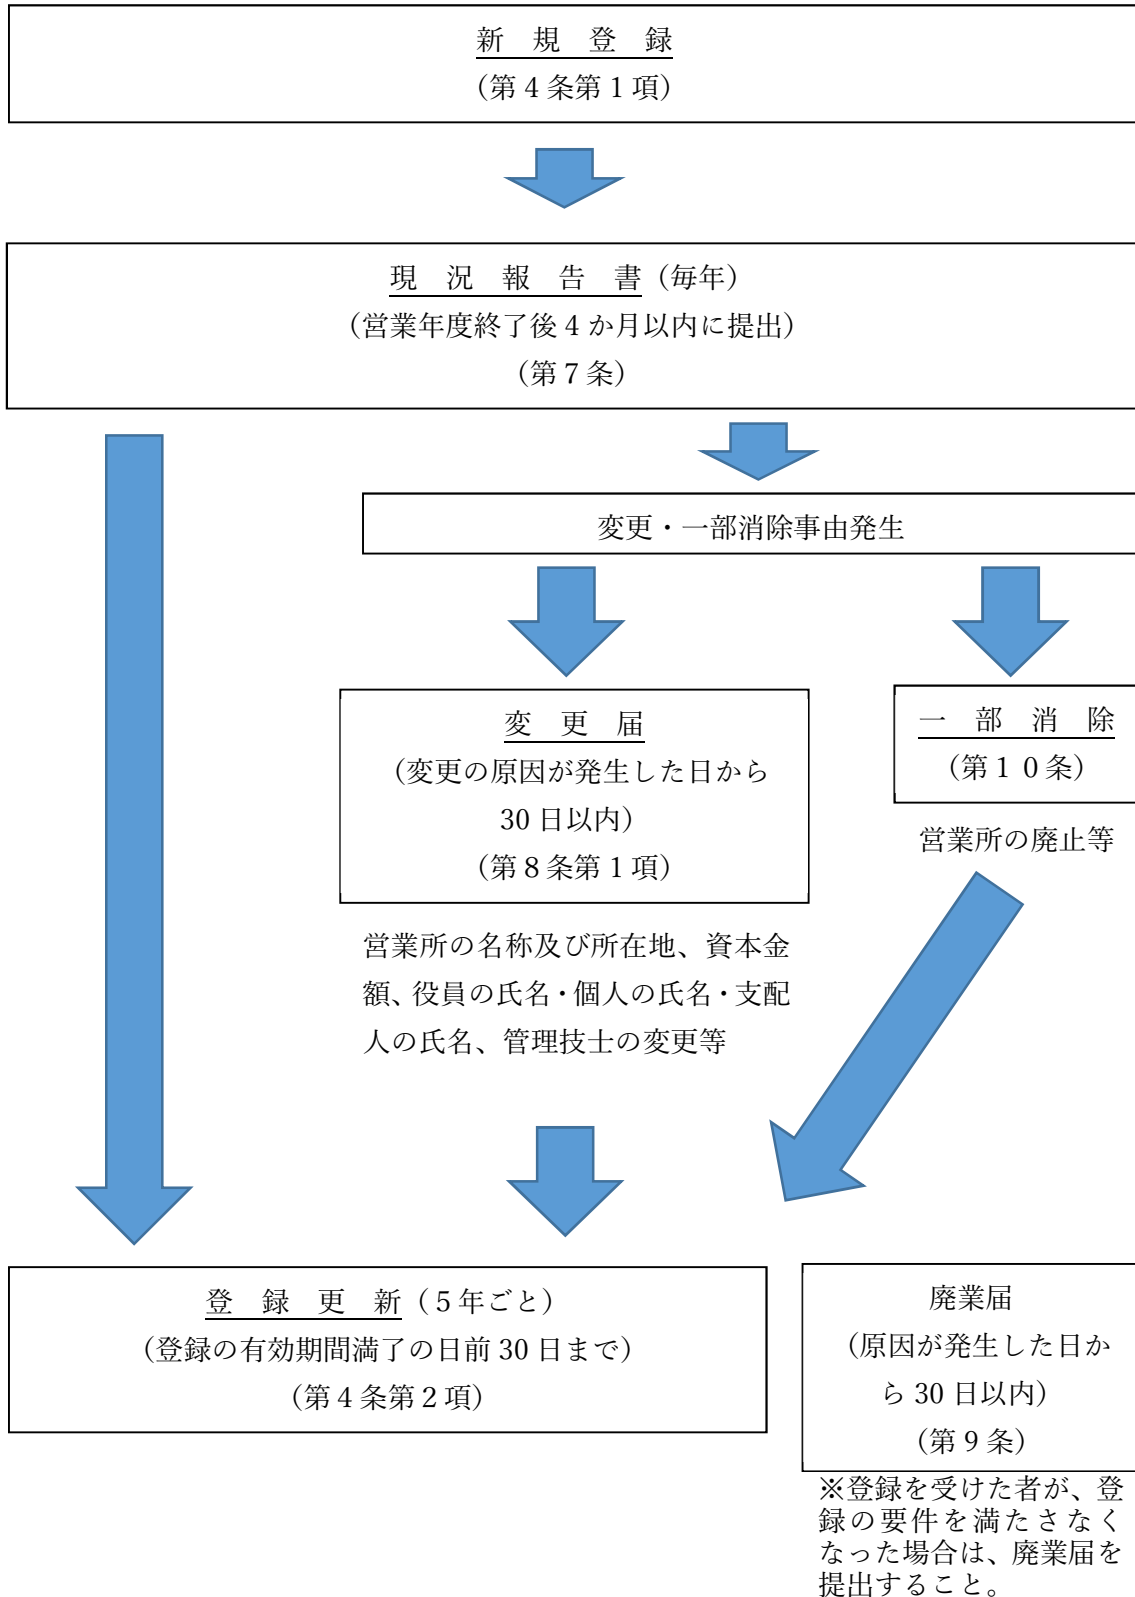 新　規　登　録
（第４条第１項）
現　況　報　告　書（毎年）
（営業年度終了後４か月以内に提出）
（第７条）
変更・一部消除事由発生
変　更　届
（変更の原因が発生した日から
30 日以内）
（第８条第１項）
一　部　消　除
（第１０条）
営業所の廃止等
営業所の名称及び所在地、資本金
額、役員の氏名・個人の氏名・支配
人の氏名、管理技士の変更等
登　録　更　新（５年ごと）
（登録の有効期間満了の日前 30 日まで）
（第４条第２項）
廃業届
（原因が発生した日か
ら 30 日以内）
（第９条）
※登録を受けた者が、登
録の要件を満たさなく
なった場合は、廃業届を
提出すること。